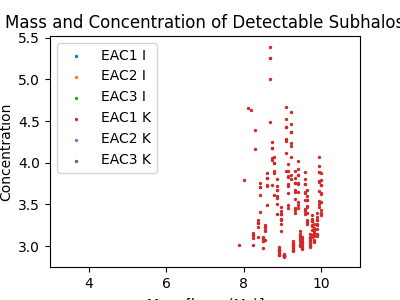 Mass and Concentration of Detectable Subhalos
Concentration
5.5
5.0
4.5
4.0
3.5
3.0
EAC1 I
EAC2 I
EAC3 I
EAC1 K
EAC2 K
EAC3 K
4 6 8 10